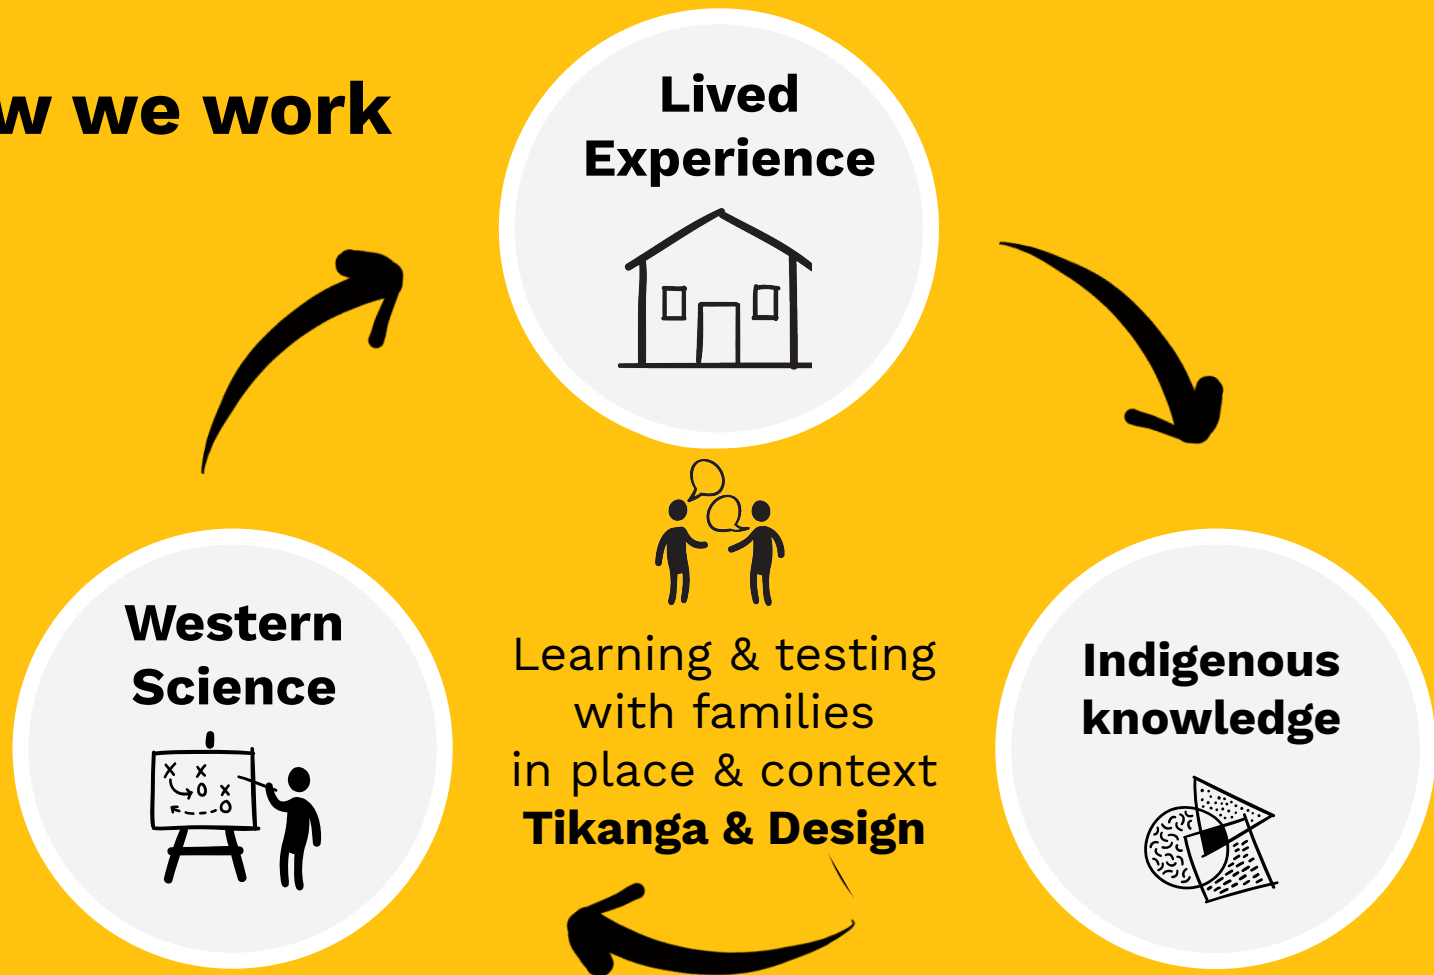 w we work
Lived
Experience
Western
Science
Learning & testing
with families
in place & context
Tikanga & Design
Indigenous
knowledge